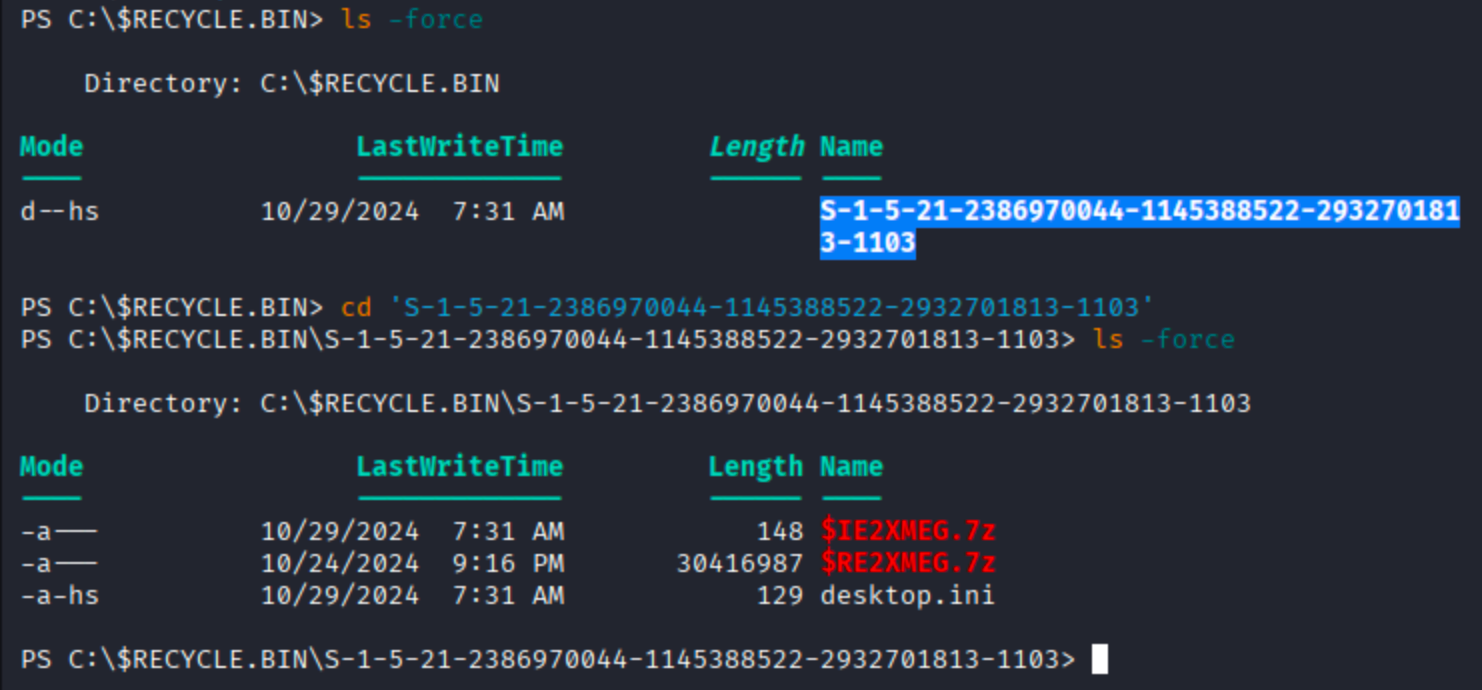 PS C:\$RECYCLE.BIN> ls -force
Directory: C:\$RECYCLE.BIN
Mode LastWriteTime Length Name
d--hs 10/29/2024 7:31 AM S-1-5-21-2386970044-1145388522-293270181
3-1103
PS C:\$RECYCLE.BIN> cd 'S-1-5-21-2386970044-1145388522-2932701813-1103'
PS C:\$RECYCLE.BIN\S-1-5-21-2386970044-1145388522-2932701813-1103> ls -force
Directory: C:\$RECYCLE.BIN\S-1-5-21-2386970044-1145388522-2932701813-1103
Mode LastWriteTime Length Name
-a--- 10/29/2024 7:31 AM 148 $IE2XMEG.7z
-a--- 10/24/2024 9:16 PM 30416987 $RE2XMEG.7z
-a-hs 10/29/2024 7:31 AM 129 desktop.ini
PS C:\$RECYCLE.BIN\S-1-5-21-2386970044-1145388522-2932701813-1103>